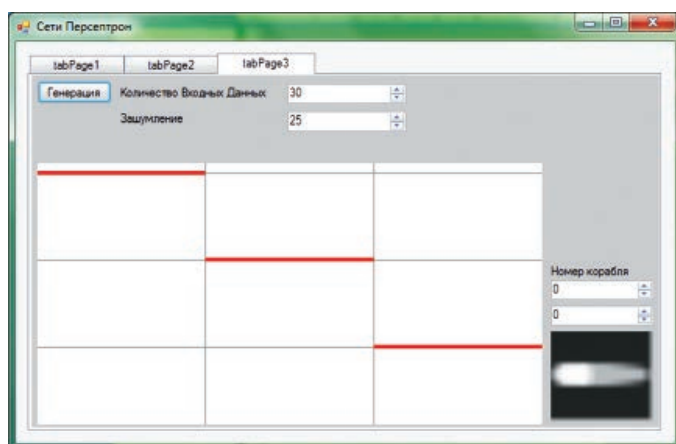 Сети Персептрон
tabPage1 tabPage2 tabPage3
Генерация Количество Входных Данных 30
Зашумление 25
Номер корабля
0
0